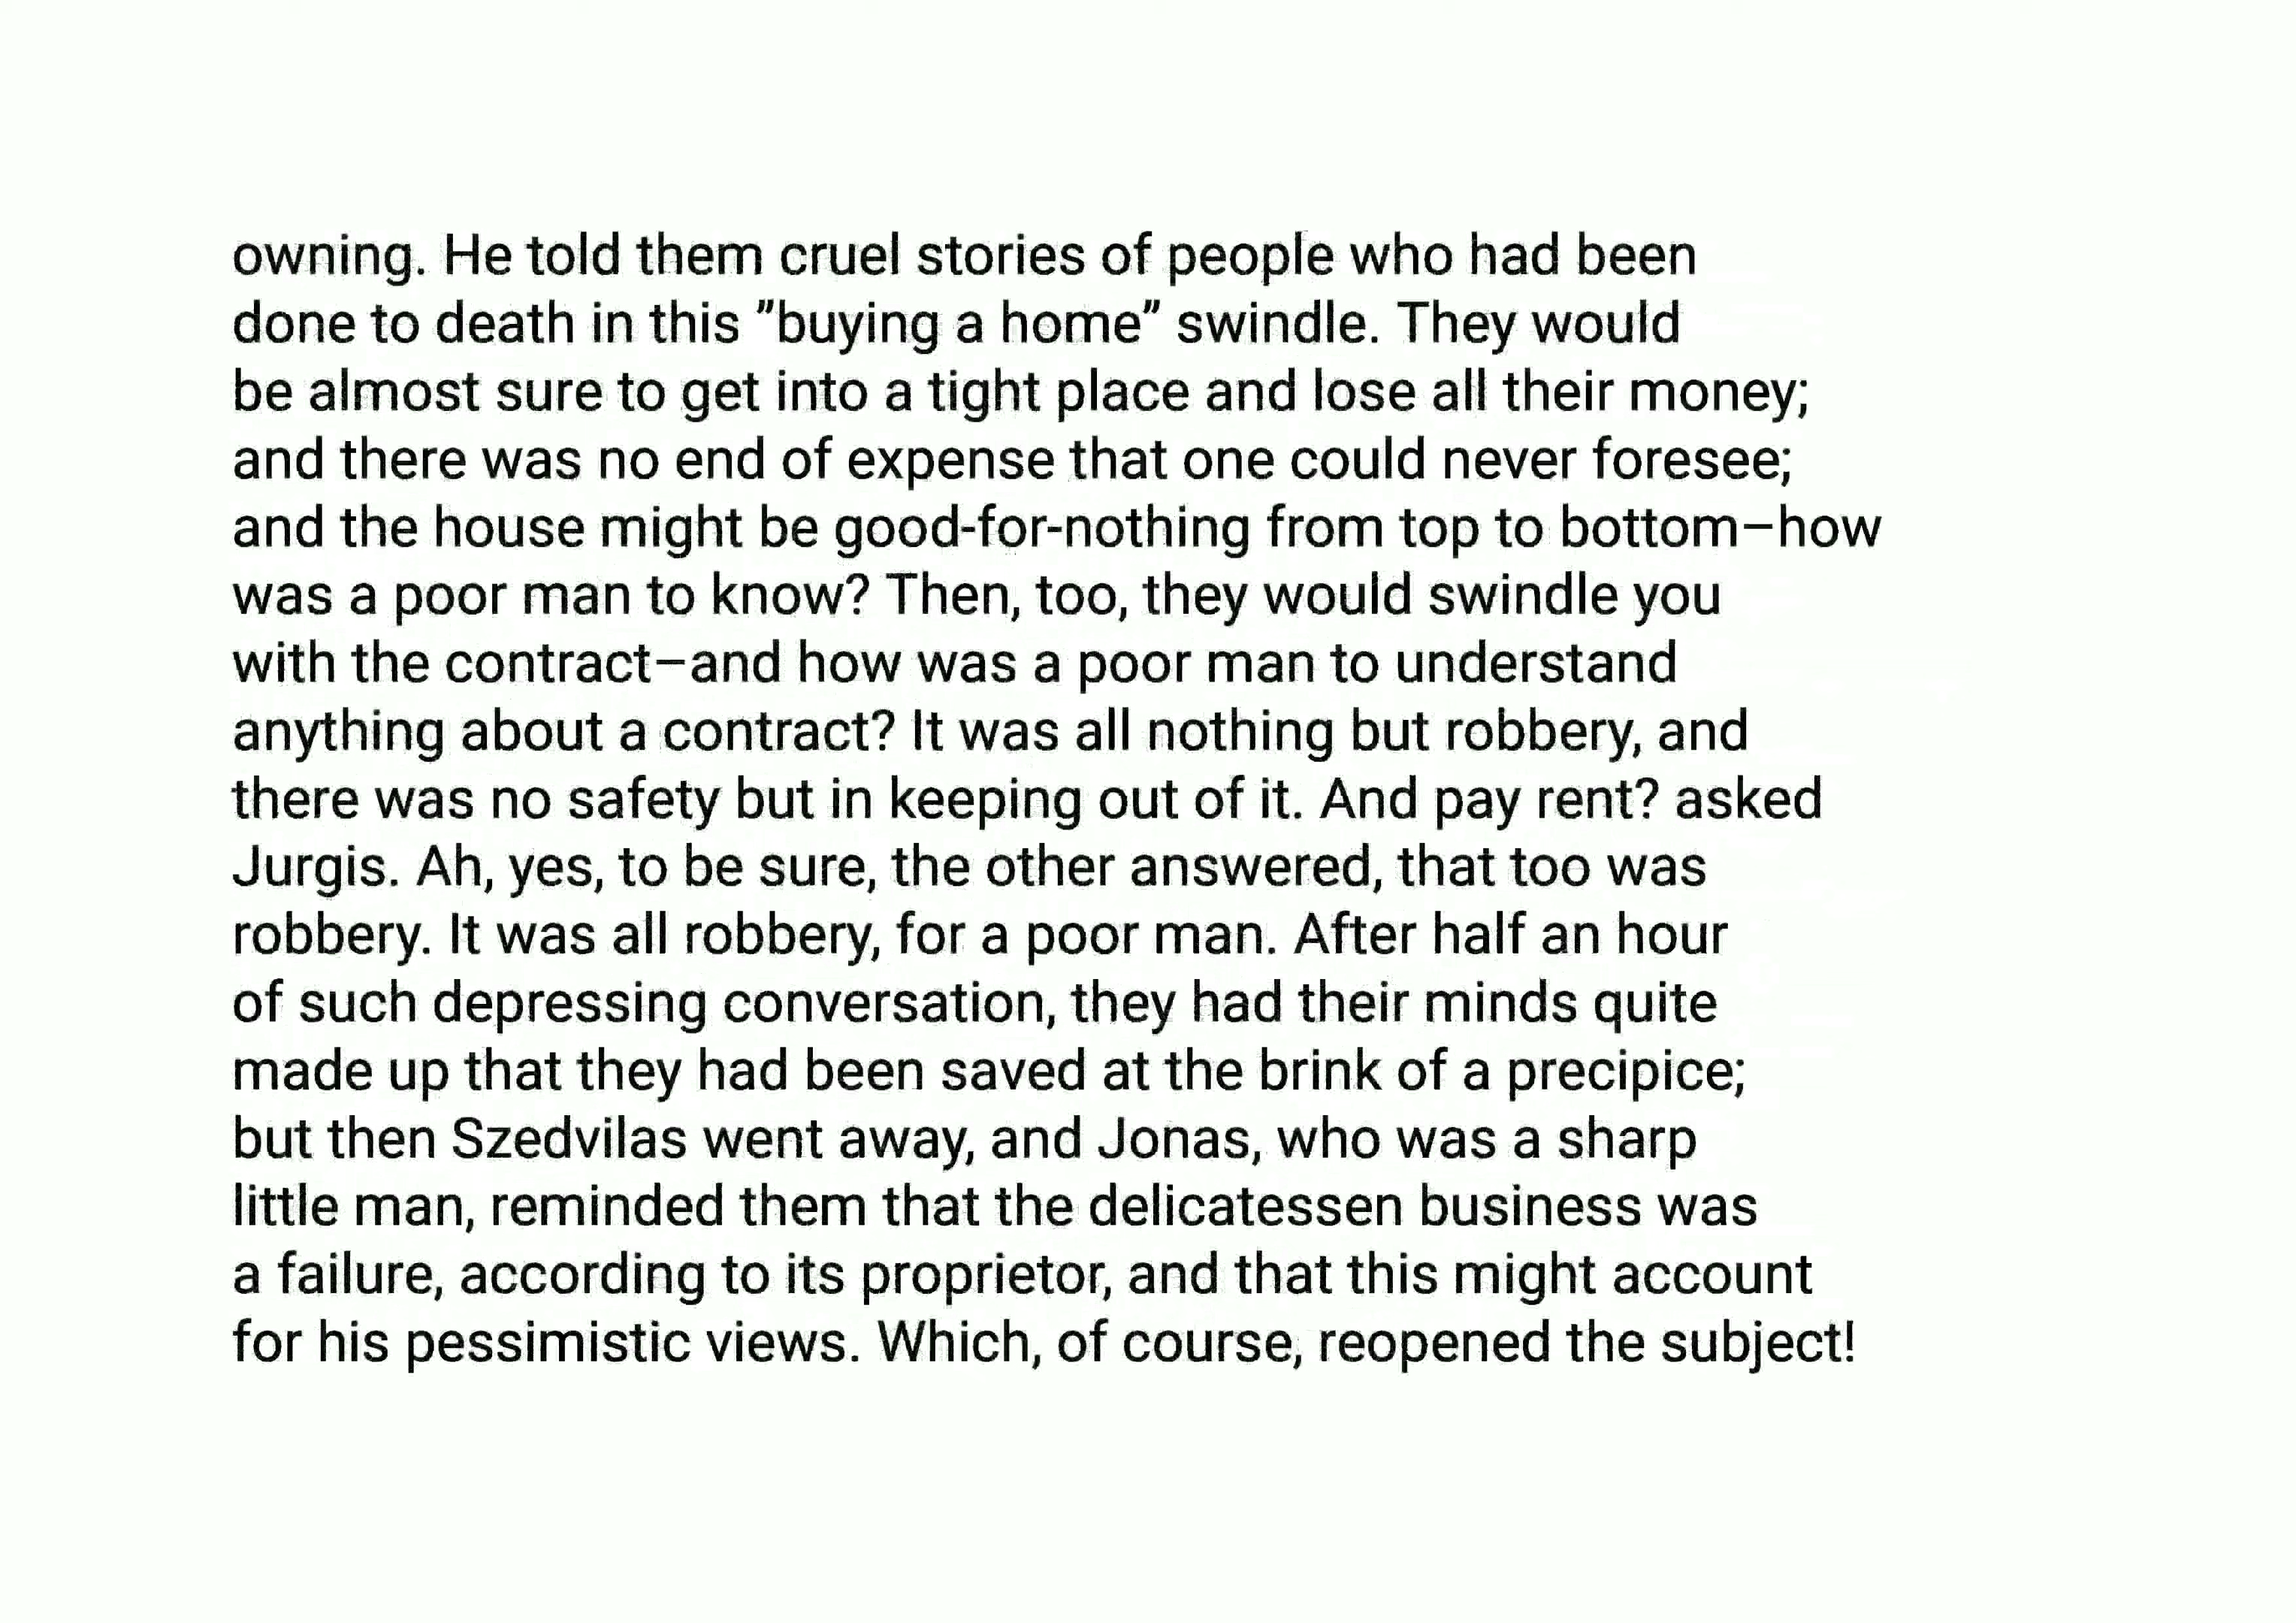 owning. He told them cruel stories of people who had been
done to death in this "buying a home" swindle. They would
be almost sure to get into a tight place and lose all their money;
and there was no end of expense that one could never foresee;
and the house might be good-for-nothing from top to bottom–how
was a poor man to know? Then, too, they would swindle you
with the contract–and how was a poor man to understand
anything about a contract? It was all nothing but robbery, and
there was no safety but in keeping out of it. And pay rent? asked
Jurgis. Ah, yes, to be sure, the other answered, that too was
robbery. It was all robbery, for a poor man. After half an hour
of such depressing conversation, they had their minds quite
made up that they had been saved at the brink of a precipice;
but then Szedvilas went away, and Jonas, who was a sharp
little man, reminded them that the delicatessen business was
a failure, according to its proprietor, and that this might account
for his pessimistic views. Which, of course, reopened the subject!